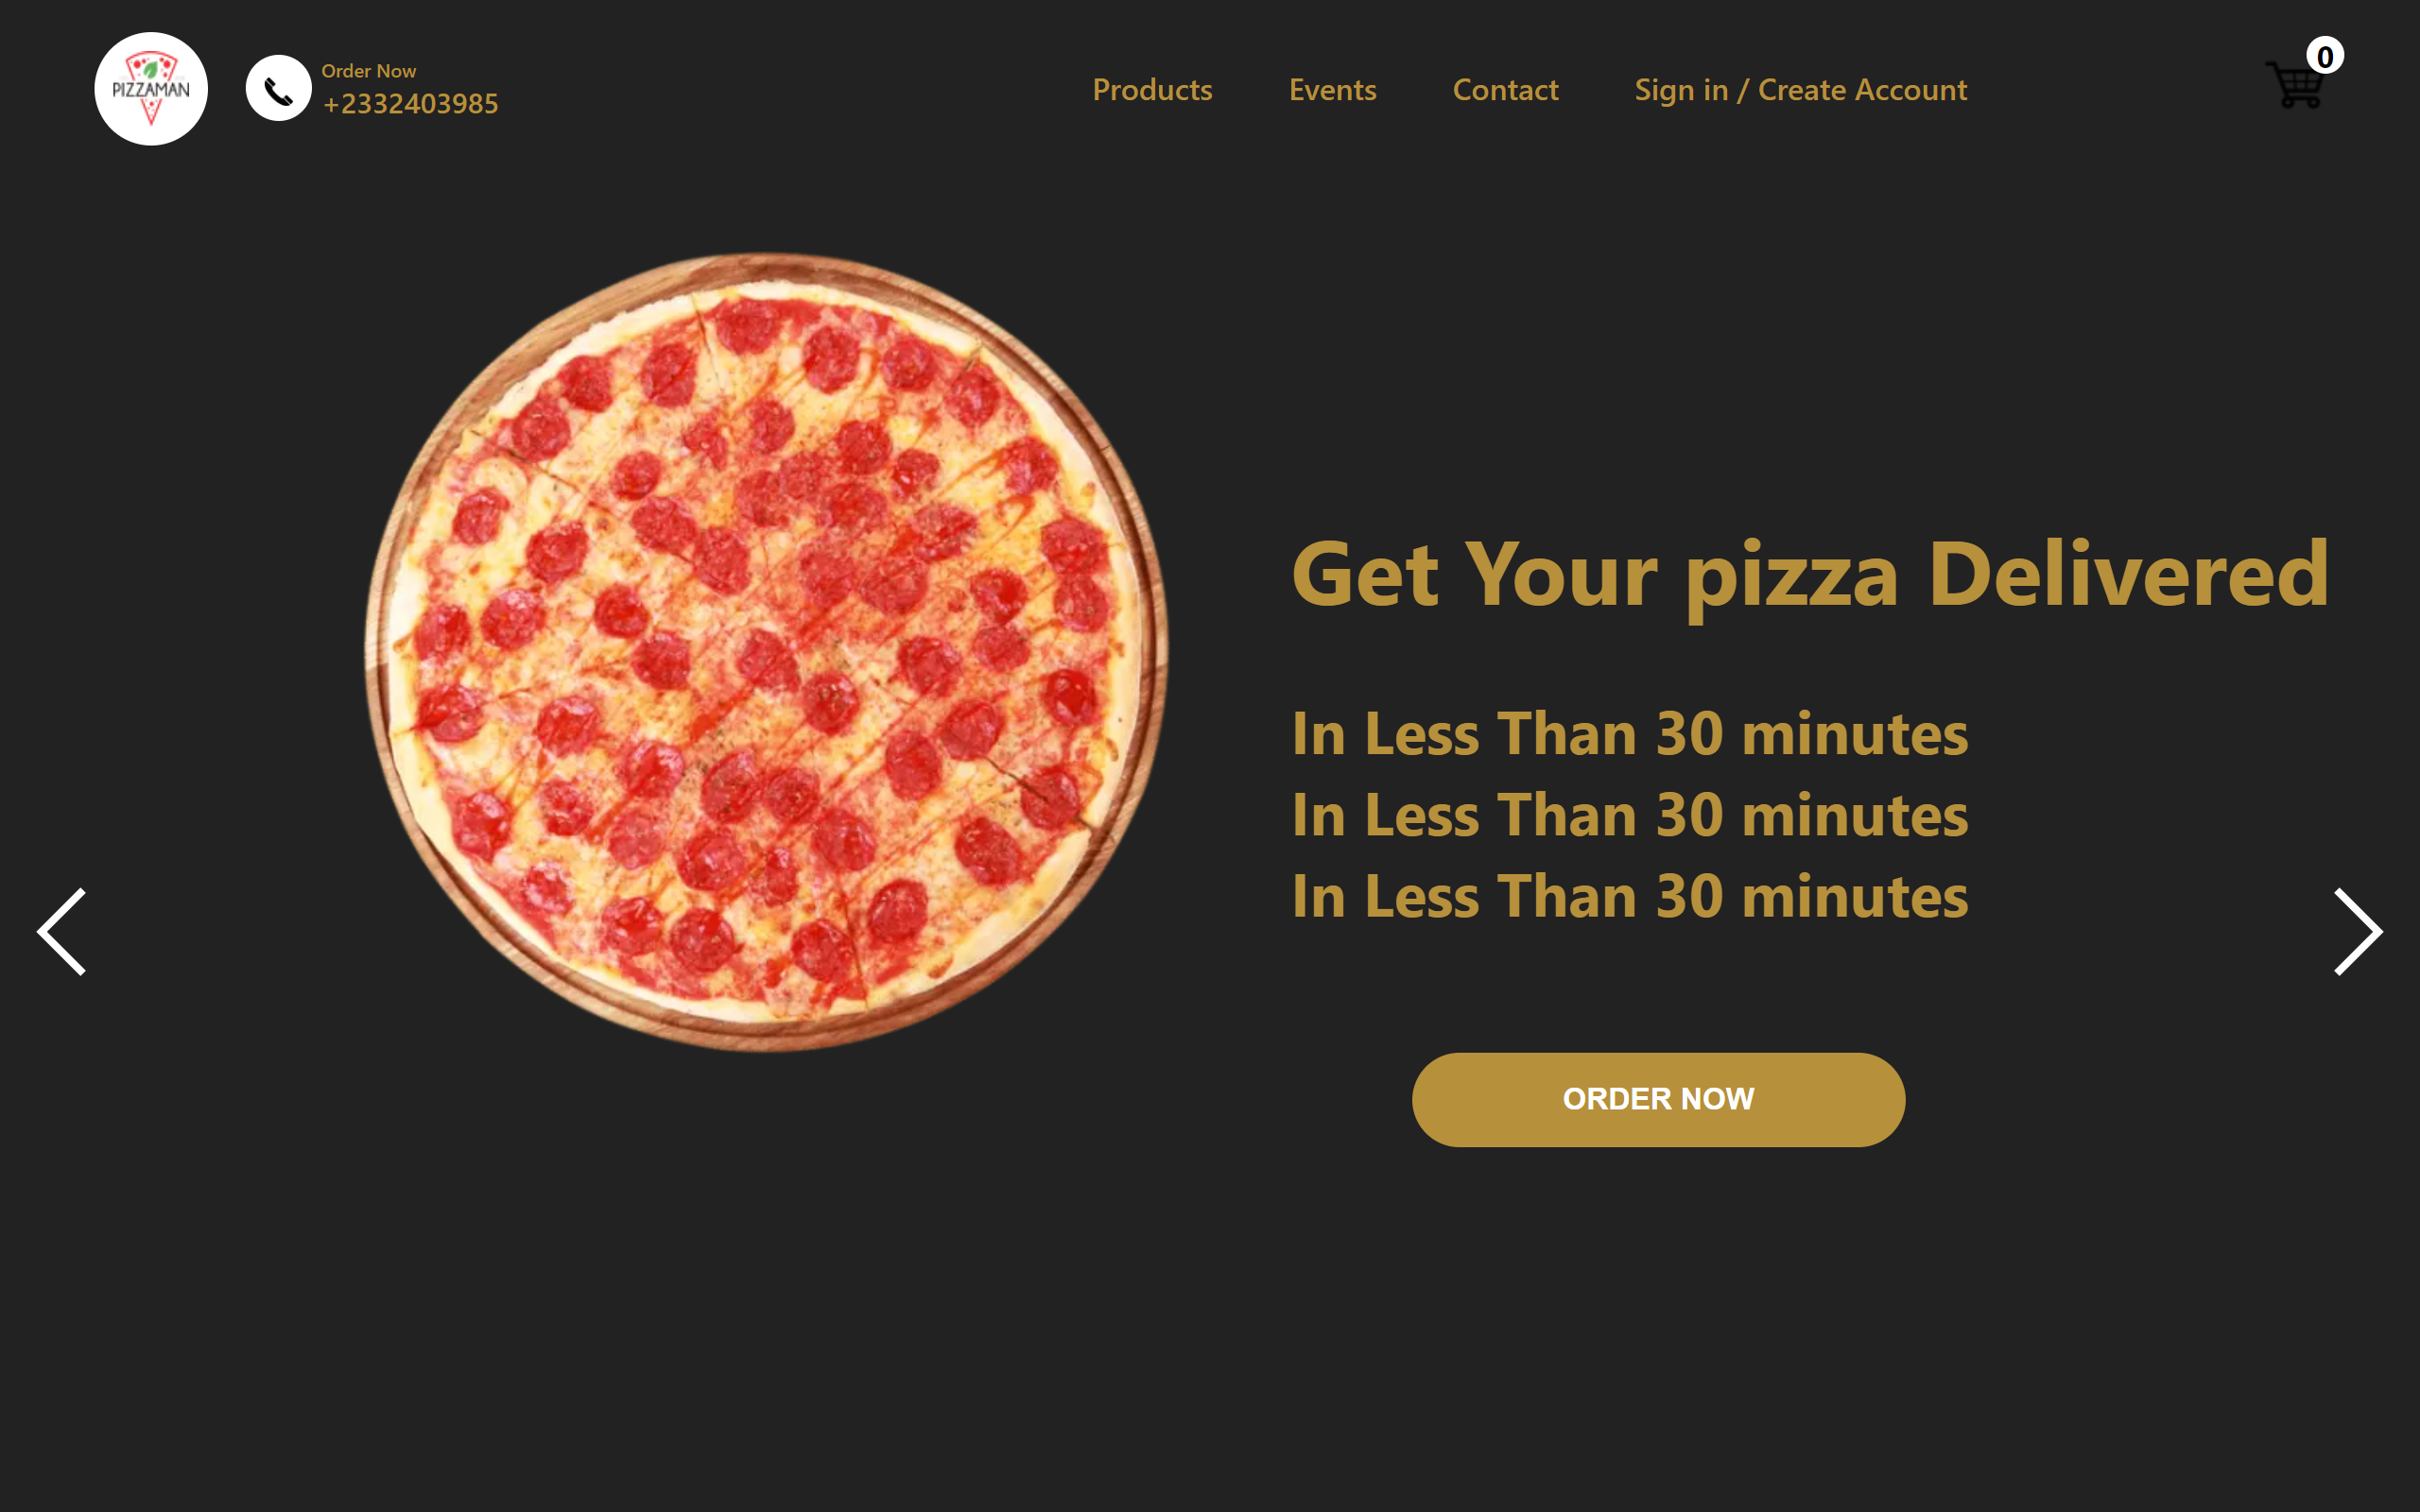 PIZZAMAN
Order Now
+2332403985
Products
Events
Contact
Sign in / Create Account
0
Get Your pizza Delivered
In Less Than 30 minutes
In Less Than 30 minutes
In Less Than 30 minutes
ORDER NOW